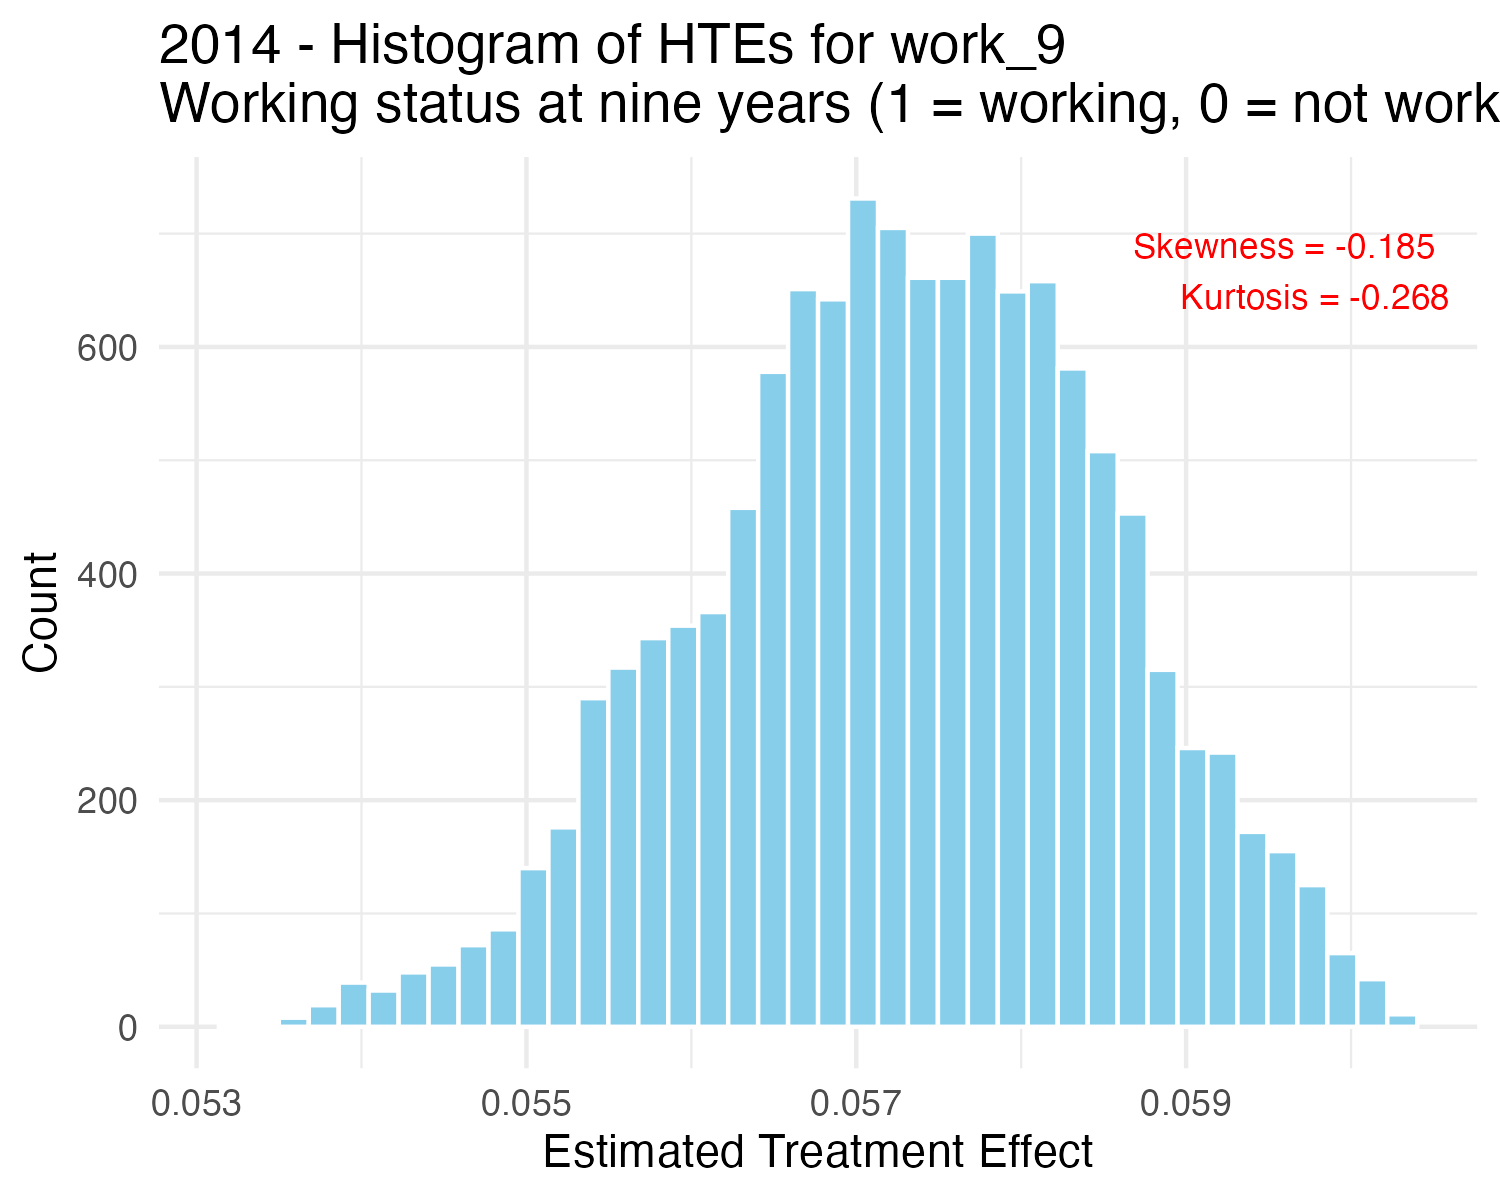 2014 - Histogram of HTEs for work_9
Working status at nine years (1 = working, 0 = not work
Skewness = -0.185
Kurtosis = -0.268
600
400
200
0
Count
0.053 0.055 0.057 0.059
Estimated Treatment Effect